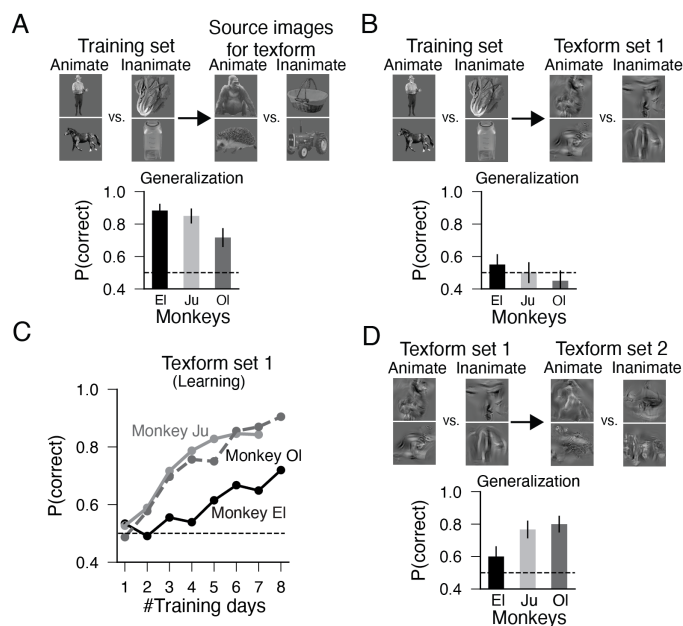 A
Training set
Animate Inanimate
vs.
Source images
for texform
Animate Inanimate
vs.
Generalization
P(correct)
1.0
0.8
0.6
0.4
El Ju Ol
Monkeys
B
Training set
Animate Inanimate
vs.
Texform set 1
Animate Inanimate
vs.
Generalization
P(correct)
1.0
0.8
0.6
0.4
El Ju Ol
Monkeys
C
Texform set 1
(Learning)
P(correct)
1.0
0.8
0.6
0.4
Monkey Ju
Monkey Ol
Monkey El
1 2 3 4 5 6 7 8
#Training days
D
Texform set 1
Animate Inanimate
vs.
Texform set 2
Animate Inanimate
vs.
Generalization
P(correct)
1.0
0.8
0.6
0.4
El Ju Ol
Monkeys